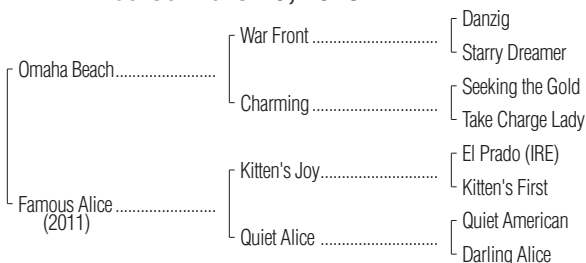 Danzig
War Front
Starry Dreamer
Omaha Beach
Seeking the Gold
Charming
Take Charge Lady
El Prado (IRE)
Kitten's Joy
Kitten's First
Famous Alice
(2011)
Quiet American
Quiet Alice
Darling Alice